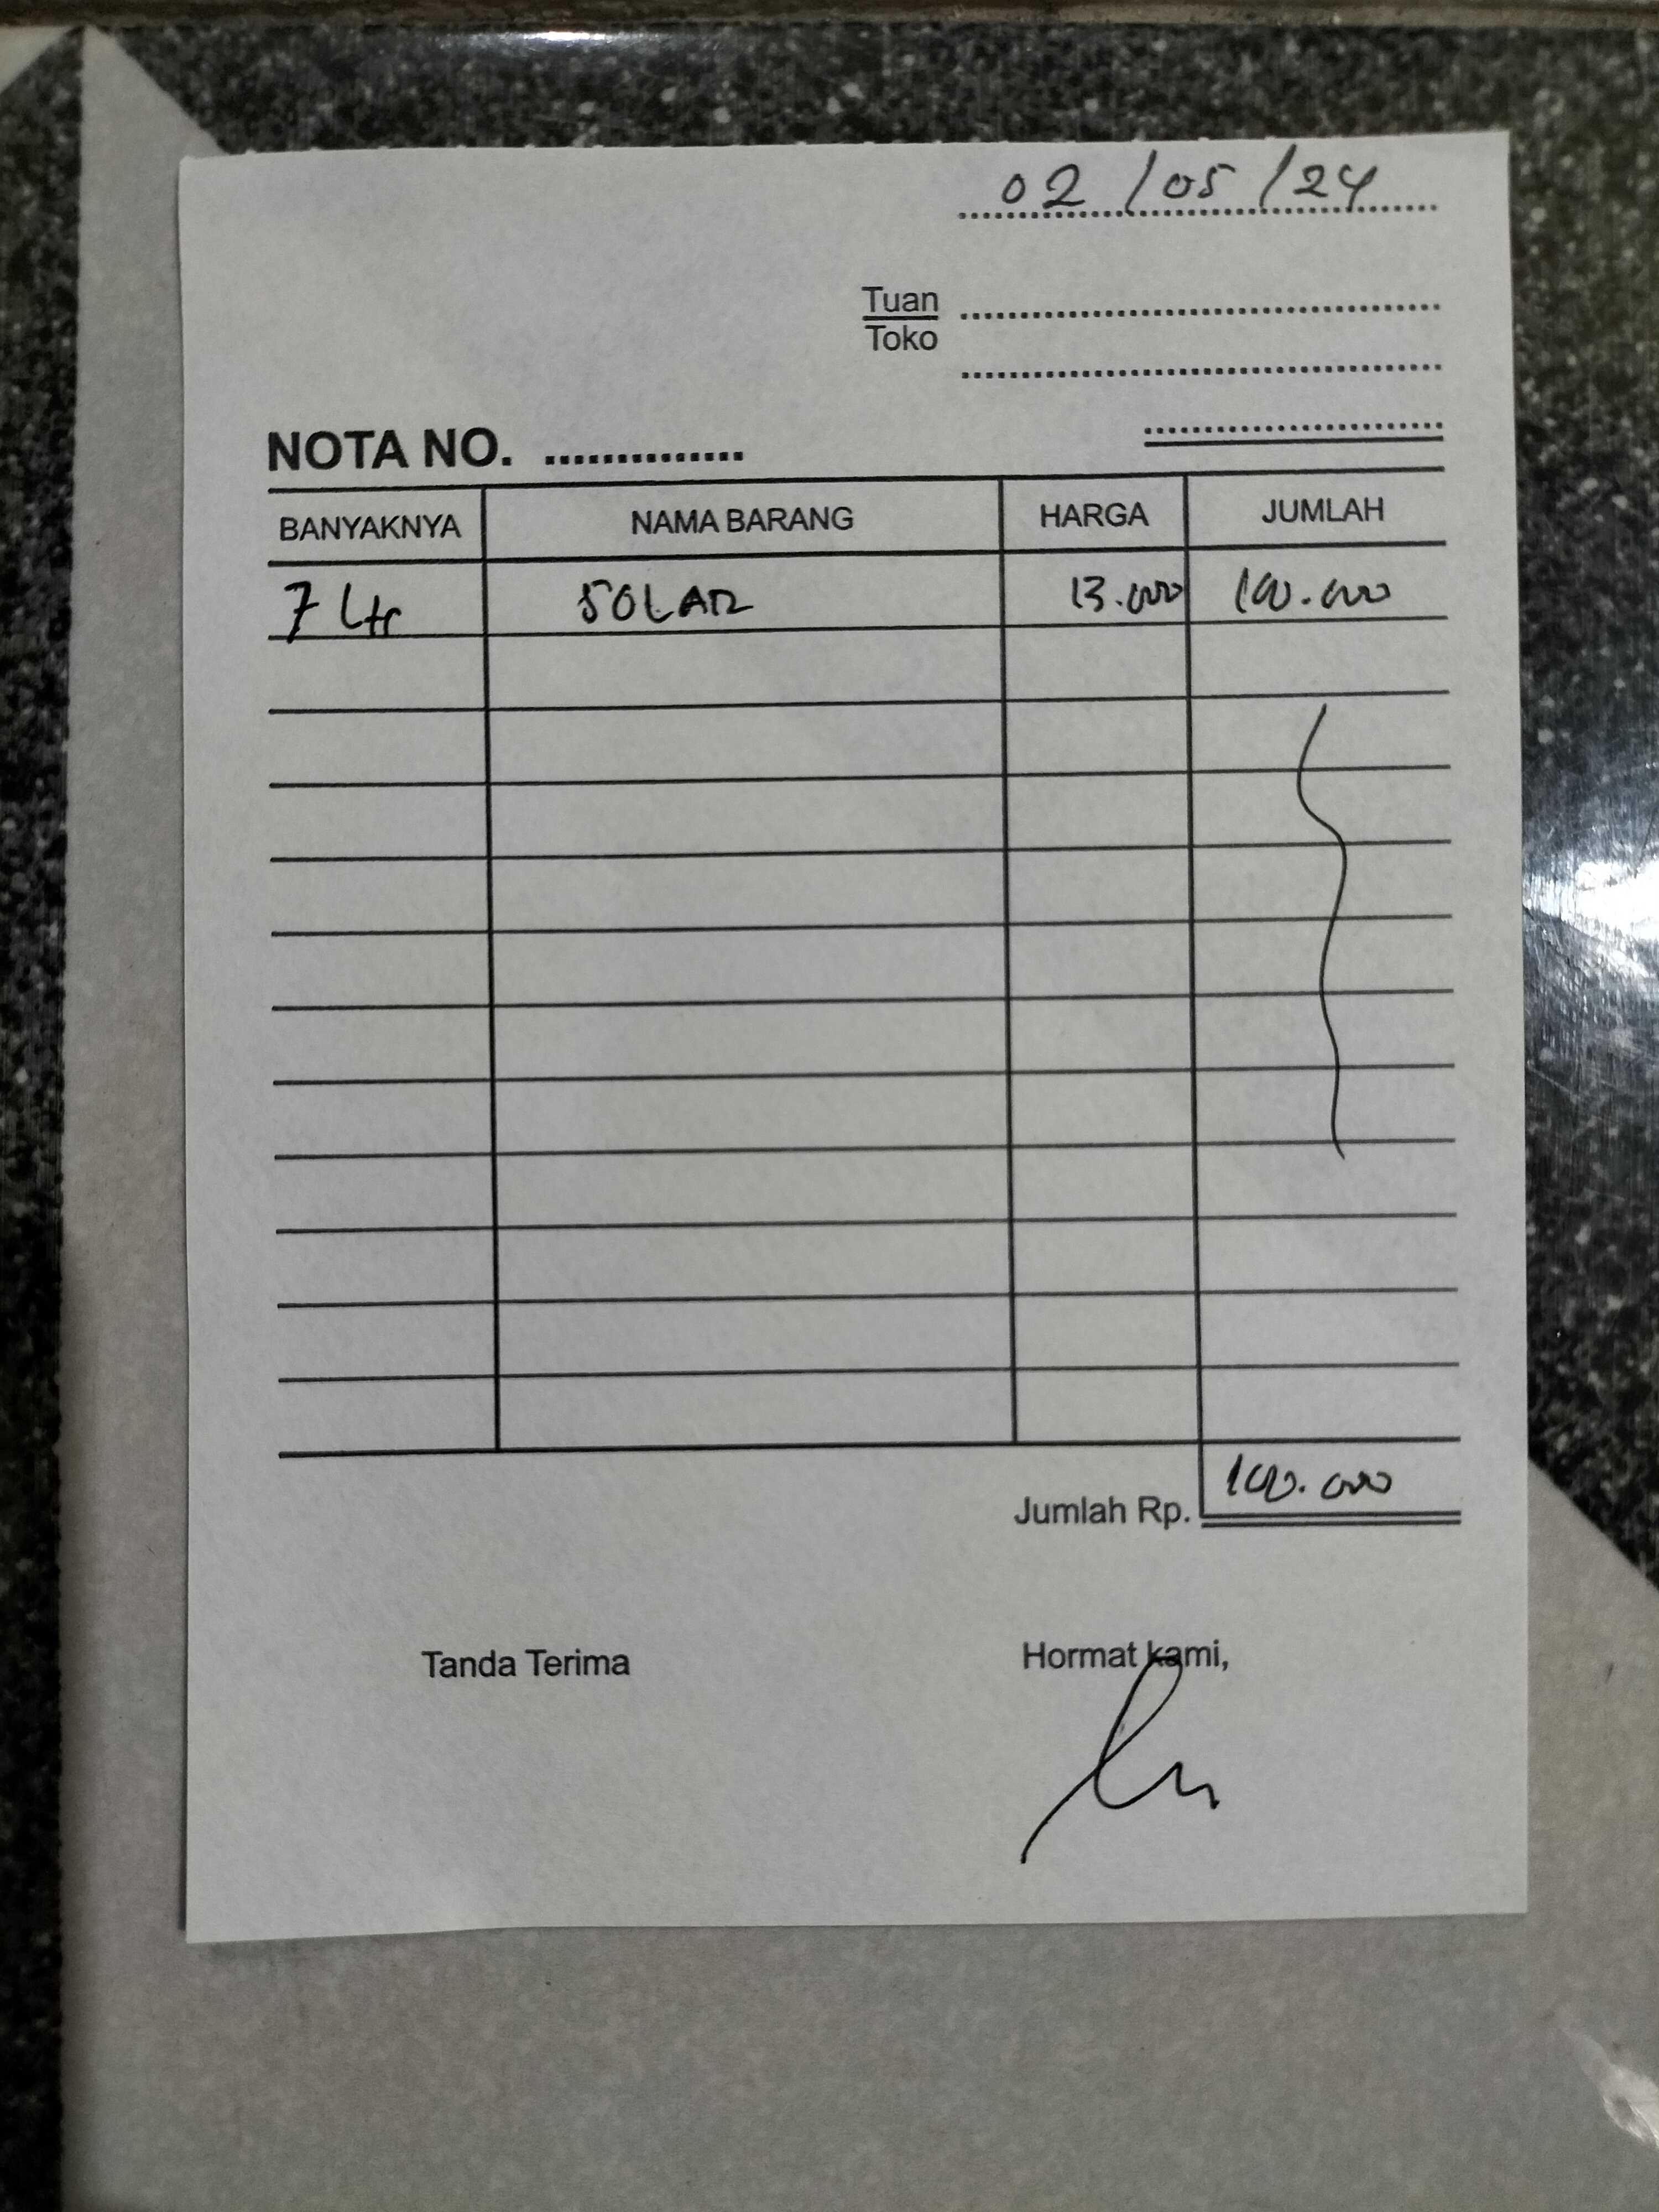 02/05/24
Tuan
Toko
NOTA NO. ..............
BANYAKNYA NAMA BARANG HARGA JUMLAH
7 Ltr SOLAR 13.000 100.000
Jumlah Rp. 100.000
Tanda Terima Hormat kami,